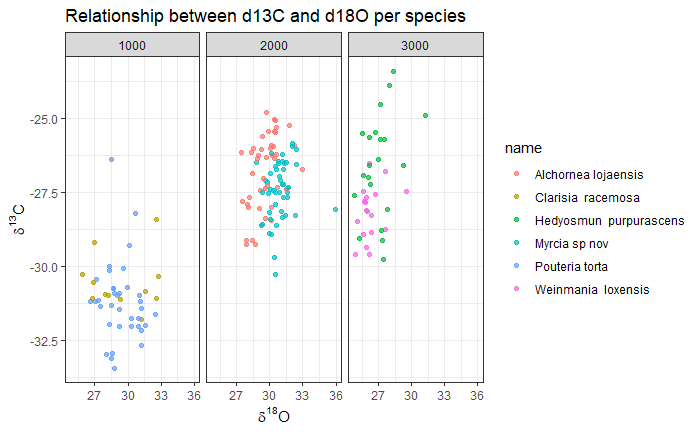 Relationship between d13C and d18O per species
1000 2000 3000
-25.0
-27.5
-30.0
-32.5
δ¹³C
27 30 33 36 27 30 33 36 27 30 33 36
δ¹⁸O
name
Alchornea lojaensis
Clarisia racemosa
Hedyosmun purpurascens
Myrcia sp nov
Pouteria torta
Weinmania loxensis